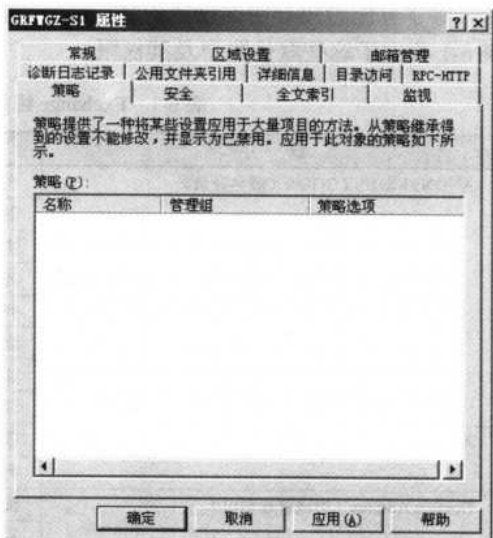 GRFWGZ-S1 属性
常规 区域设置 邮箱管理
诊断日志记录 公用文件夹引用 详细信息 目录访问 RPC-HTTP
策略 安全 全文索引 监视
策略提供了一种将某些设置应用于大量项目的方法。从策略继承得
到的设置不能修改，并显示为已禁用。应用于此对象的策略如下所
示。
策略(P):
名称 管理组 策略选项
确定 取消 应用(A) 帮助